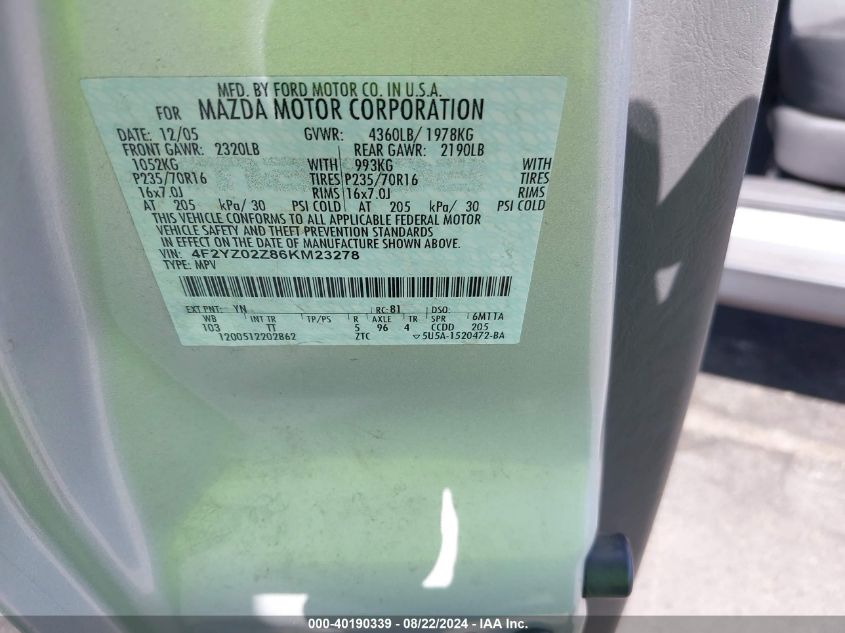 MFD. BY FORD MOTOR CO. IN U.S.A.
FOR MAZDA MOTOR CORPORATION
DATE: 12/05 GVWR: 4360LB/ 1978KG
FRONT GAWR: 2320LB REAR GAWR: 2190LB
1052KG WITH 993KG WITH
P235/70R16 TIRES P235/70R16 TIRES
16x7.0J RIMS 16x7.0J RIMS
AT 205 kPa/ 30 PSI COLD AT 205 kPa/ 30 PSI COLD
THIS VEHICLE CONFORMS TO ALL APPLICABLE FEDERAL MOTOR
VEHICLE SAFETY AND THEFT PREVENTION STANDARDS
IN EFFECT ON THE DATE OF MANUFACTURE SHOWN ABOVE.
VIN: 4F2YZ02Z86KM23278
TYPE: MPV
EXT PNT: YN RC: 81 DSO:
WB INT TR TP/PS R AXLE TR SPR 6M11A
103 TT 5 96 4 CCDD 205
1200512202862 ZTC 5U5A-1520472-BA
000-40190339 - 08/22/2024 - IAA Inc.